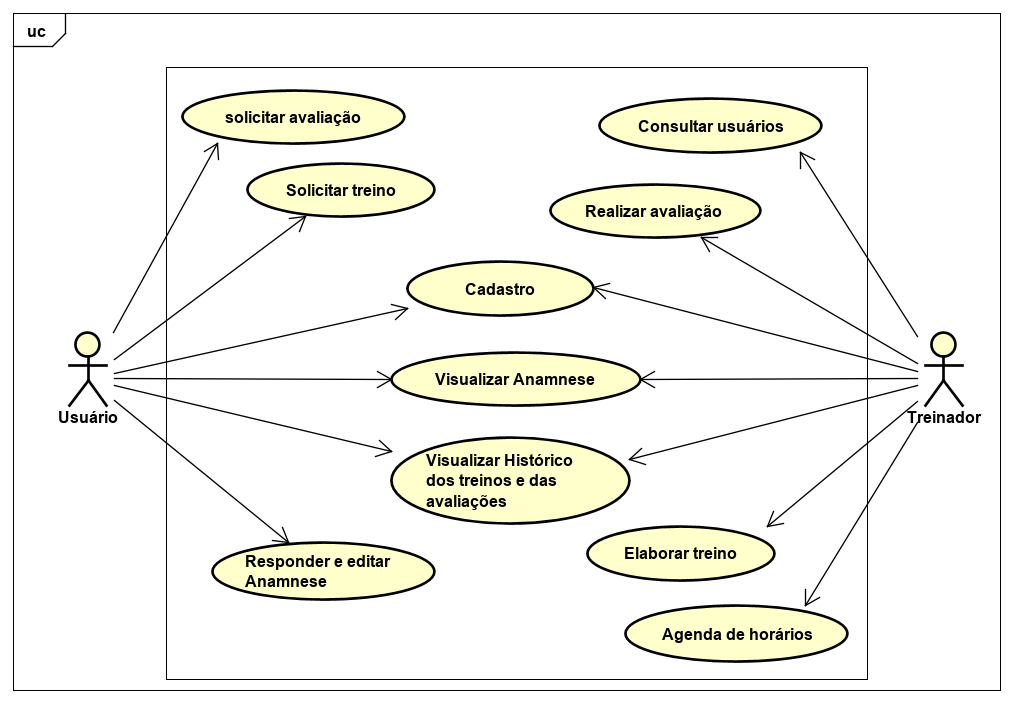 uc
solicitar avaliação
Consultar usuários
Solicitar treino
Realizar avaliação
Cadastro
Visualizar Anamnese
Usuário
Treinador
Visualizar Histórico
dos treinos e das
avaliações
Elaborar treino
Responder e editar
Anamnese
Agenda de horários